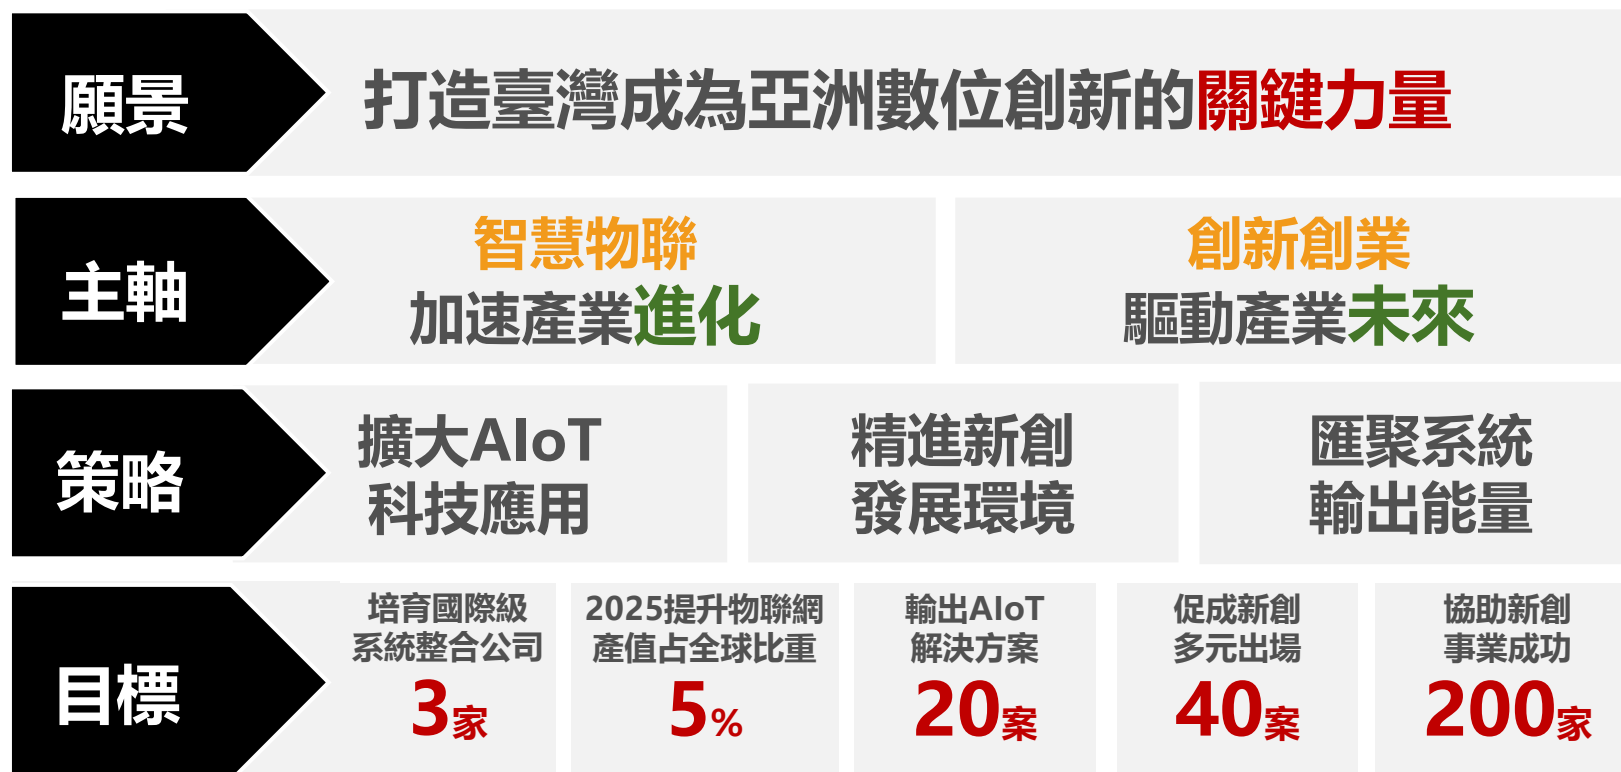 願景
打造臺灣成為亞洲數位創新的關鍵力量
主軸
智慧物聯
加速產業進化
創新創業
驅動產業未來
策略
擴大AIoT
科技應用
精進新創
發展環境
匯聚系統
輸出能量
目標
培育國際級
系統整合公司
3家
2025提升物聯網
產值占全球比重
5%
輸出AIoT
解決方案
20案
促成新創
多元出場
40案
協助新創
事業成功
200家